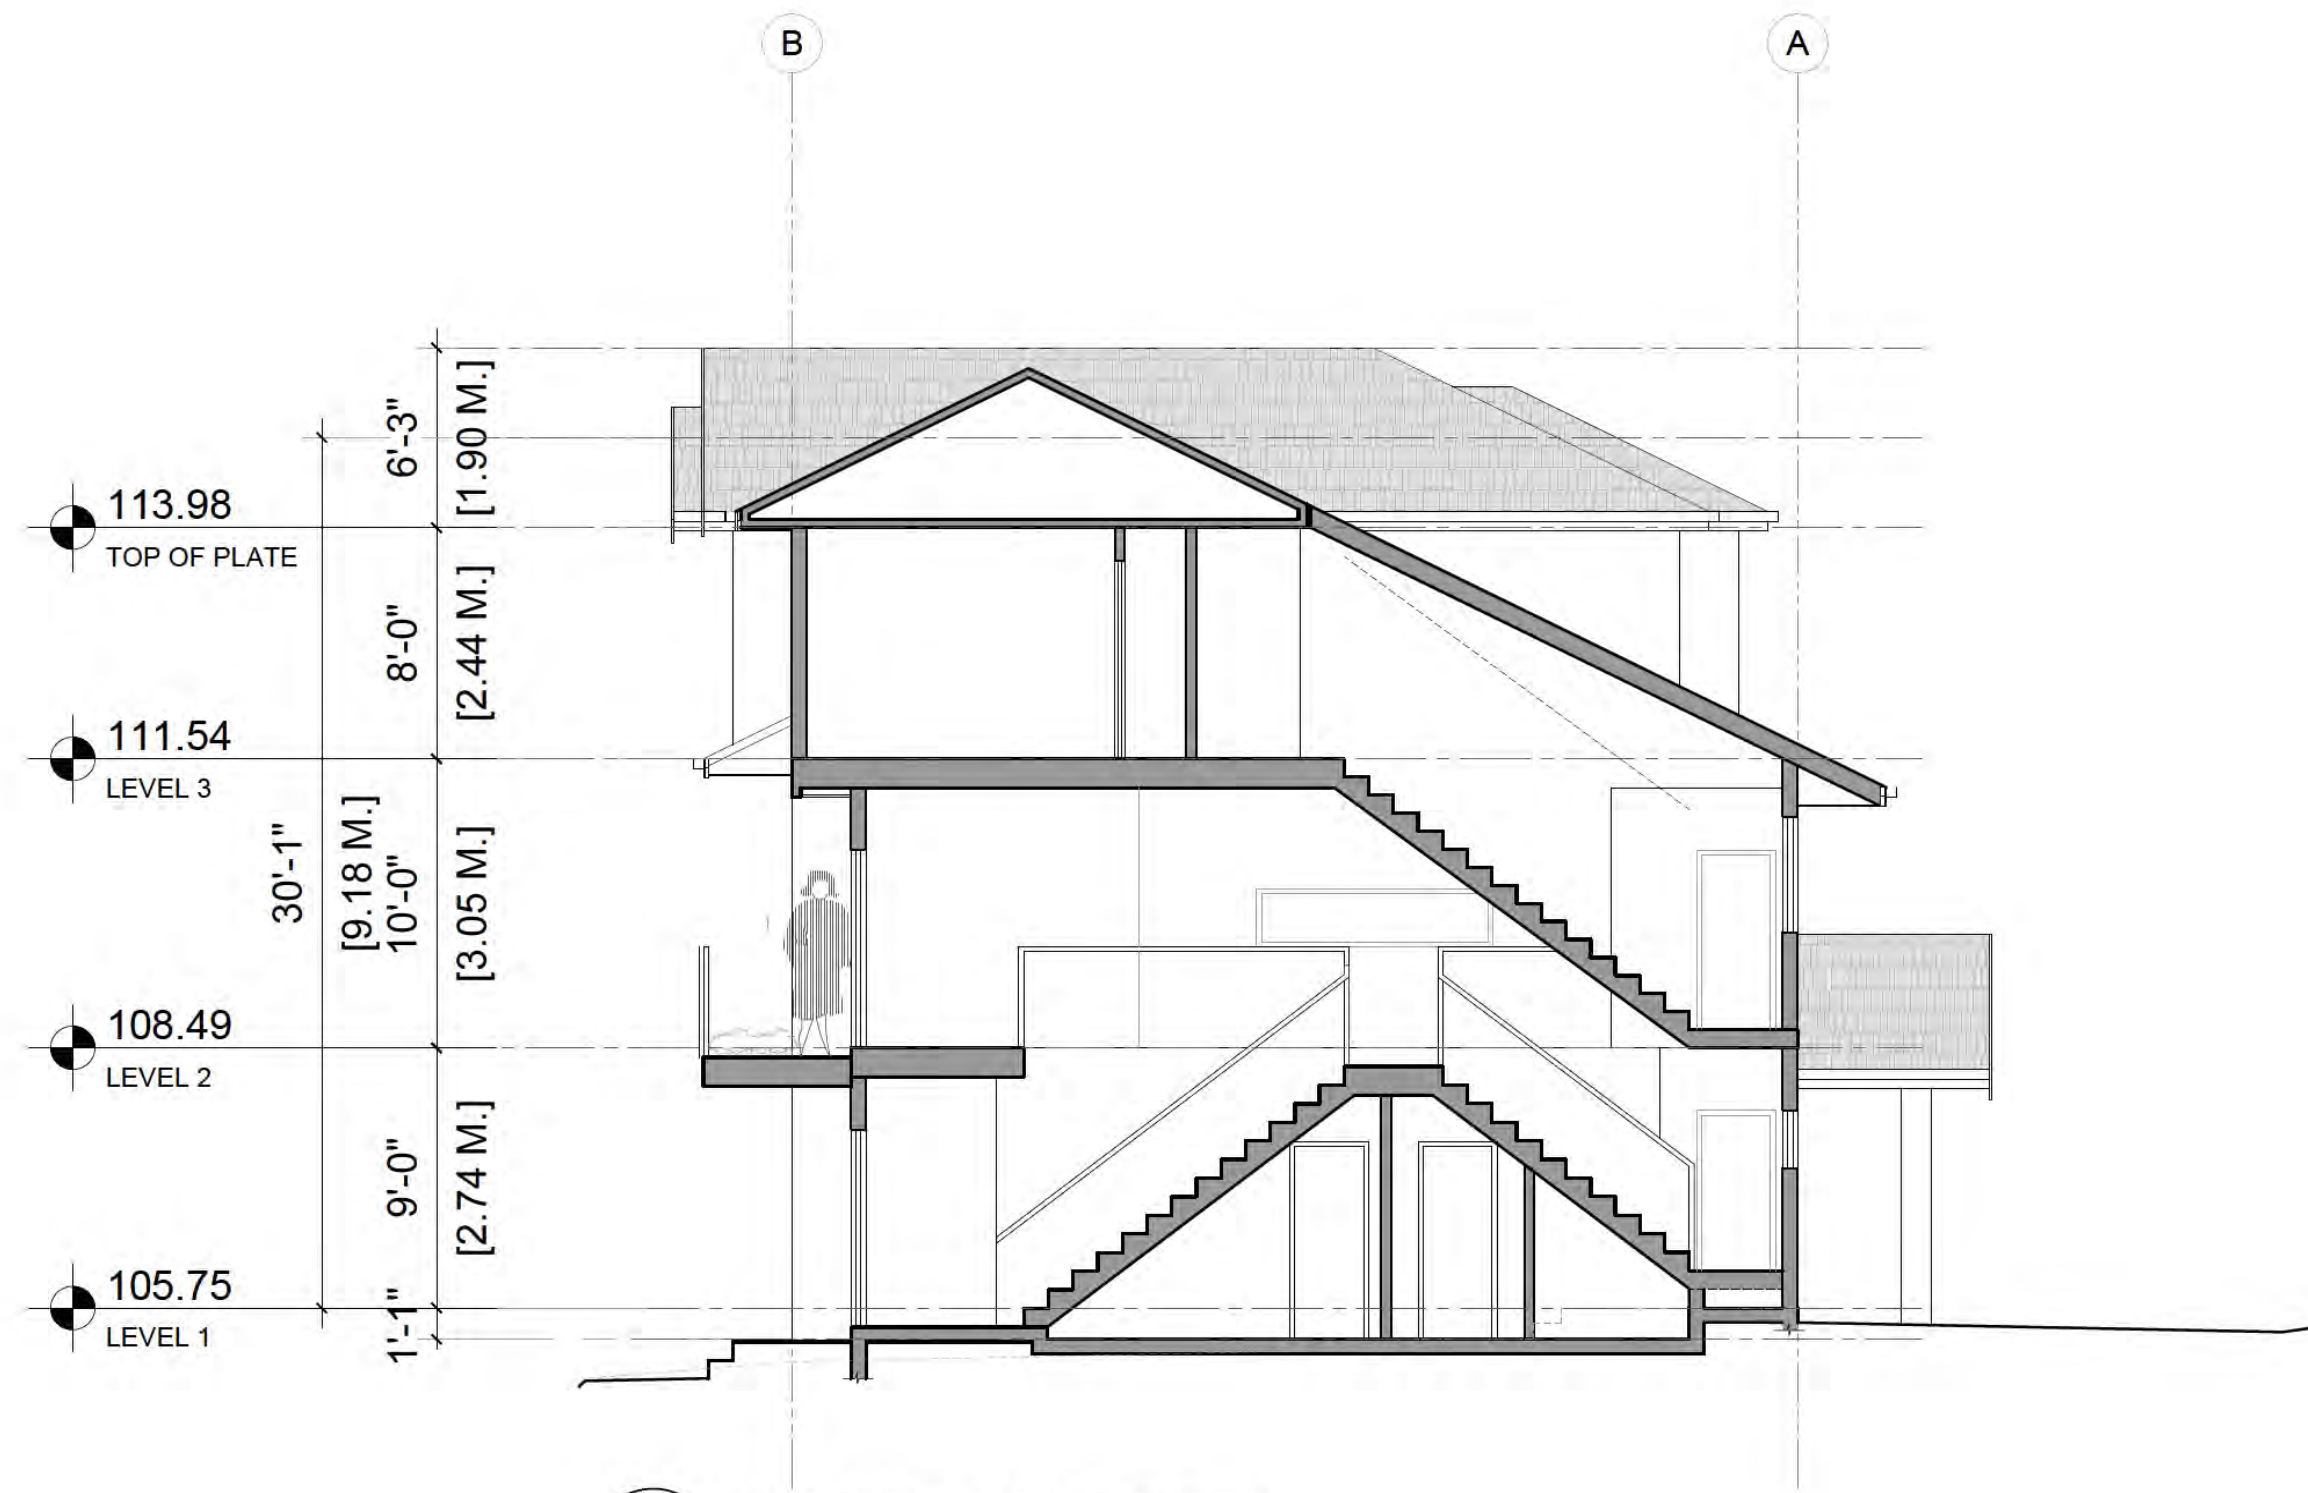 B
A
6'-3"
[1.90 M.]
113.98
TOP OF PLATE
8'-0"
[2.44 M.]
111.54
LEVEL 3
30'-1"
[9.18 M.]
10'-0"
[3.05 M.]
108.49
LEVEL 2
9'-0"
[2.74 M.]
105.75
LEVEL 1
1'-1"